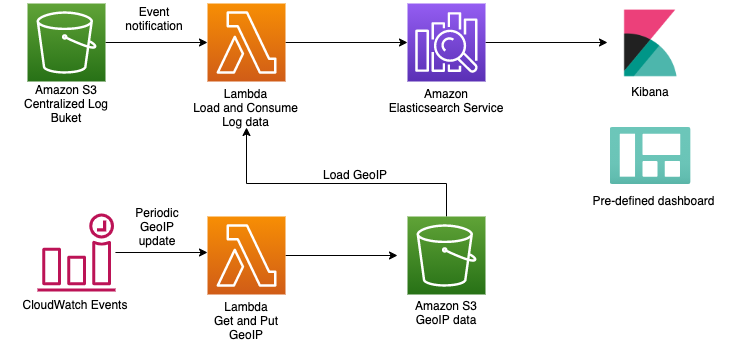 Event
notification
Amazon S3
Centralized Log
Buket
Lambda
Load and Consume
Log data
Amazon
Elasticsearch Service
Kibana
Load GeoIP
Pre-defined dashboard
Periodic
GeoIP
update
CloudWatch Events
Lambda
Get and Put
GeoIP
Amazon S3
GeoIP data